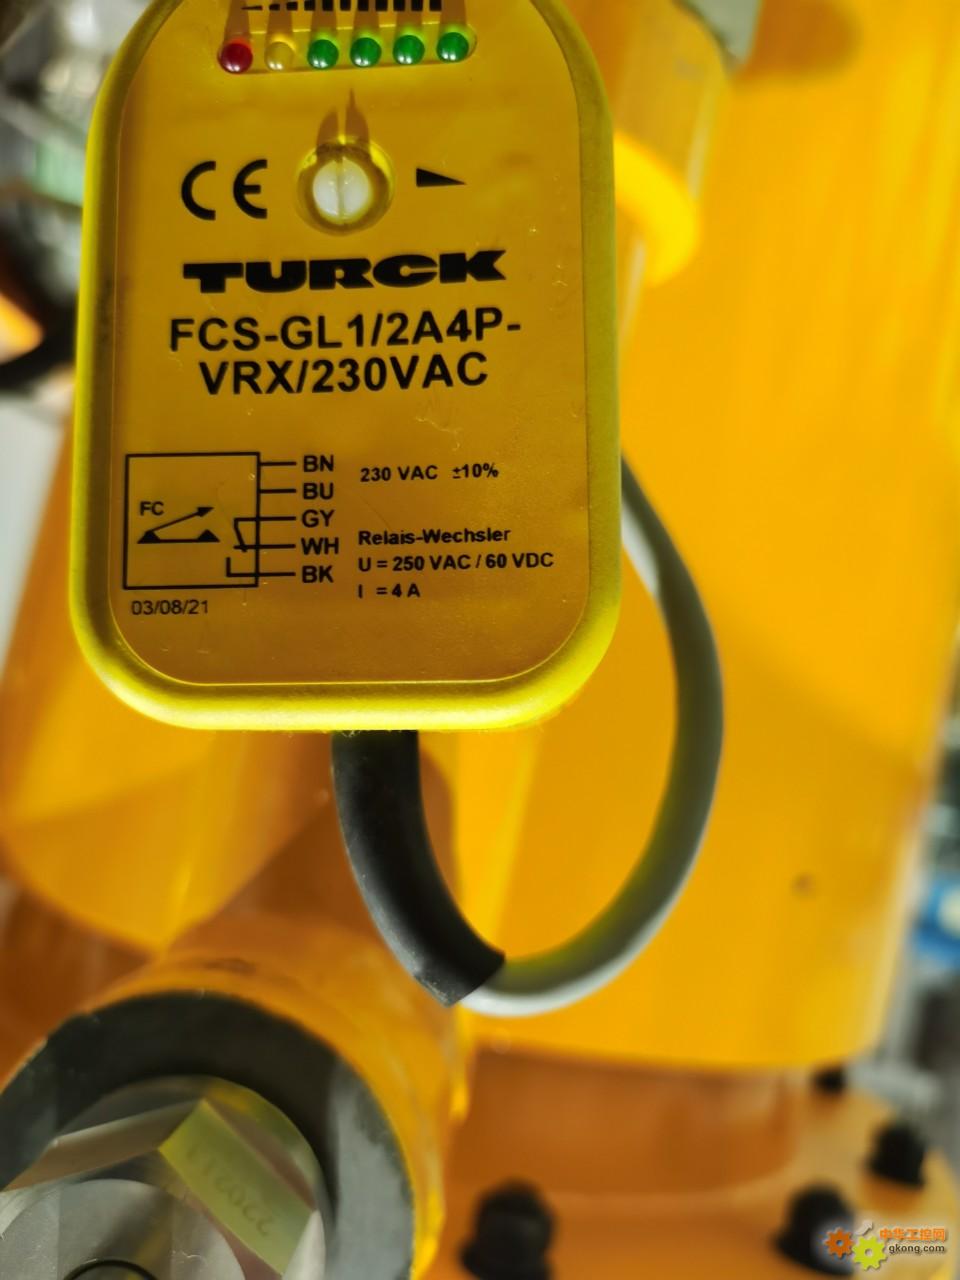 CE
TURCK
FCS-GL1/2A4P-
VRX/230VAC
BN
BU
230 VAC ±10%
FC
GY
WH
BK
Relais-Wechsler
U = 250 VAC / 60 VDC
I = 4 A
03/08/21
中华工控网
gkong.com